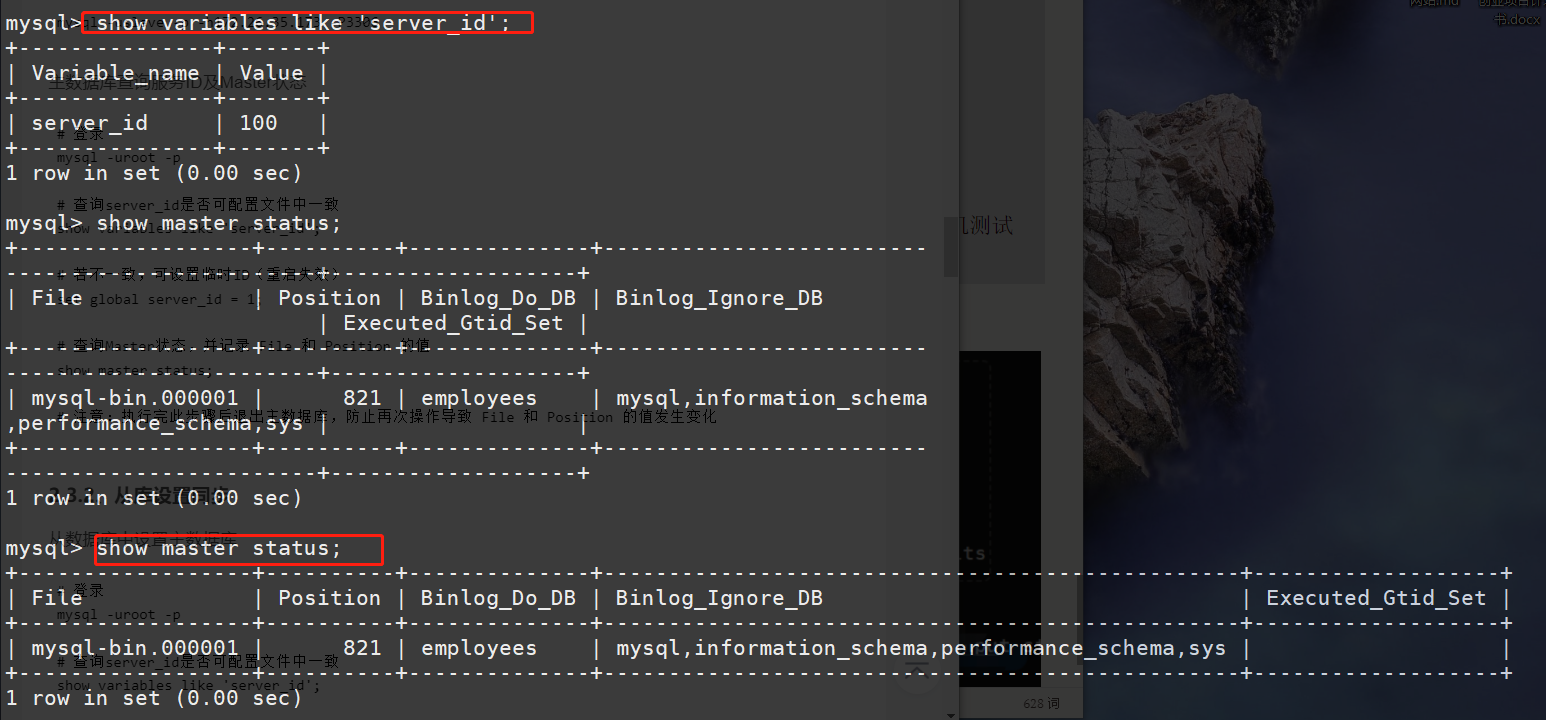 mysql> show variables like 'server_id';
+---------------+-------+
| Variable_name | Value |
+---------------+-------+
| server_id     | 100   |
+---------------+-------+
1 row in set (0.00 sec)
mysql> show master status;
+------------------+----------+--------------+-------------------------
------------------------+-------------------+
| File             | Position | Binlog_Do_DB | Binlog_Ignore_DB
                        | Executed_Gtid_Set |
+------------------+----------+--------------+-------------------------
------------------------+-------------------+
| mysql-bin.000001 |      821 | employees    | mysql,information_schema
,performance_schema,sys |                   |
+------------------+----------+--------------+-------------------------
------------------------+-------------------+
1 row in set (0.00 sec)
mysql> show master status;
+------------------+----------+--------------+-------------------------------------------------+-------------------+
| File             | Position | Binlog_Do_DB | Binlog_Ignore_DB                                | Executed_Gtid_Set |
+------------------+----------+--------------+-------------------------------------------------+-------------------+
| mysql-bin.000001 |      821 | employees    | mysql,information_schema,performance_schema,sys |                   |
+------------------+----------+--------------+-------------------------------------------------+-------------------+
1 row in set (0.00 sec)
主数据库查询服务ID及Master状态
# 登录
mysql -uroot -p
# 查询server_id是否可配置文件中一致
show variables like 'server_id';
# 若不一致，可设置临时ID（重启失效）
set global server_id = 1;
# 查询Master状态，并记录 File 和 Position 的值
show master status;
# 注意：执行完此步骤后退出主数据库，防止再次操作导致 File 和 Position 的值发生变化
从库设置同步
从数据库中设置主数据库
# 登录
mysql -uroot -p
# 查询server_id是否可配置文件中一致
show variables like 'server_id';
机测试
628 词
书.docx